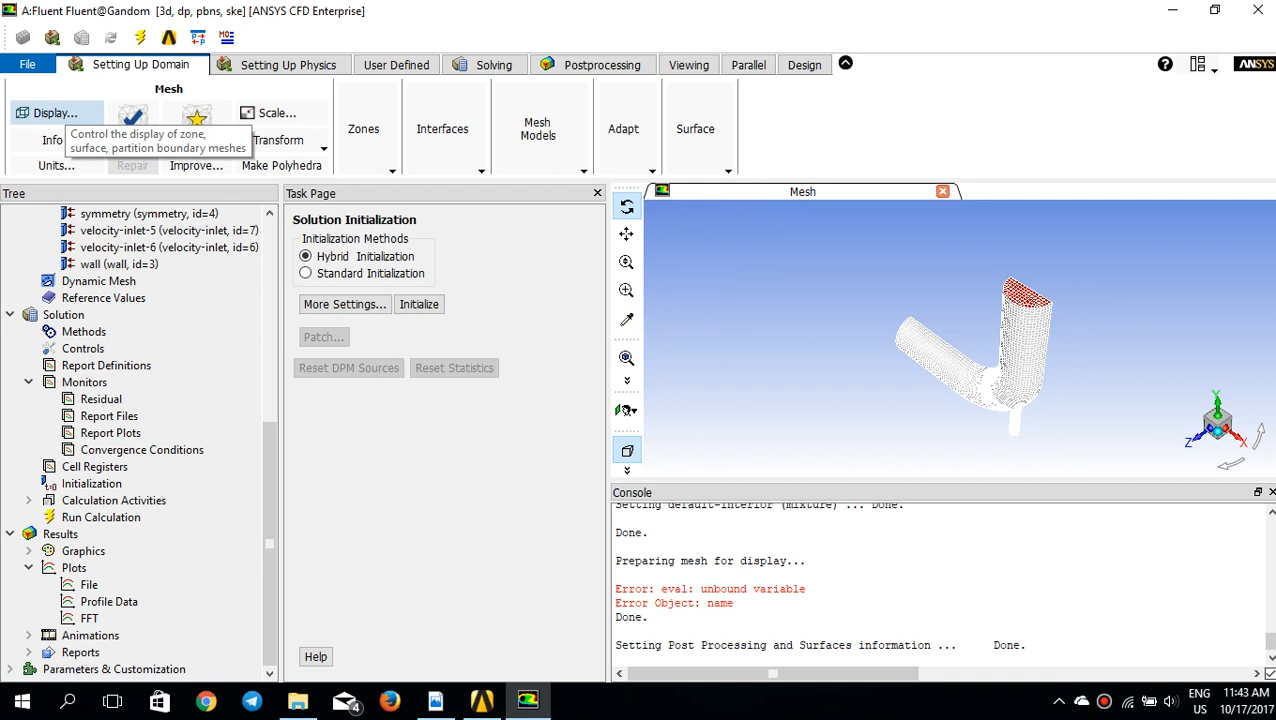 A:Fluent Fluent@Gandom [3d, dp, pbns, ske] [ANSYS CFD Enterprise]
File
Setting Up Domain
Setting Up Physics
User Defined
Solving
Postprocessing
Viewing
Parallel
Design
ANSYS
Mesh
Display...
Scale...
Info
Transform
Units...
Repair
Improve...
Make Polyhedra
Control the display of zone,
surface, partition boundary meshes
Zones
Interfaces
Mesh
Models
Adapt
Surface
Tree
symmetry (symmetry, id=4)
velocity-inlet-5 (velocity-inlet, id=7)
velocity-inlet-6 (velocity-inlet, id=6)
wall (wall, id=3)
Dynamic Mesh
Reference Values
Solution
Methods
Controls
Report Definitions
Monitors
Residual
Report Files
Report Plots
Convergence Conditions
Cell Registers
Initialization
Calculation Activities
Run Calculation
Results
Graphics
Plots
File
Profile Data
FFT
Animations
Reports
Parameters & Customization
Task Page
Solution Initialization
Initialization Methods
Hybrid Initialization
Standard Initialization
More Settings...
Initialize
Patch...
Reset DPM Sources
Reset Statistics
Help
Mesh
Y
Z
X
Console
Setting default-interior (mixture) ... Done.
Done.
Preparing mesh for display...
Error: eval: unbound variable
Error Object: name
Done.
Setting Post Processing and Surfaces information ... Done.
4
ENG
US
11:43 AM
10/17/2017